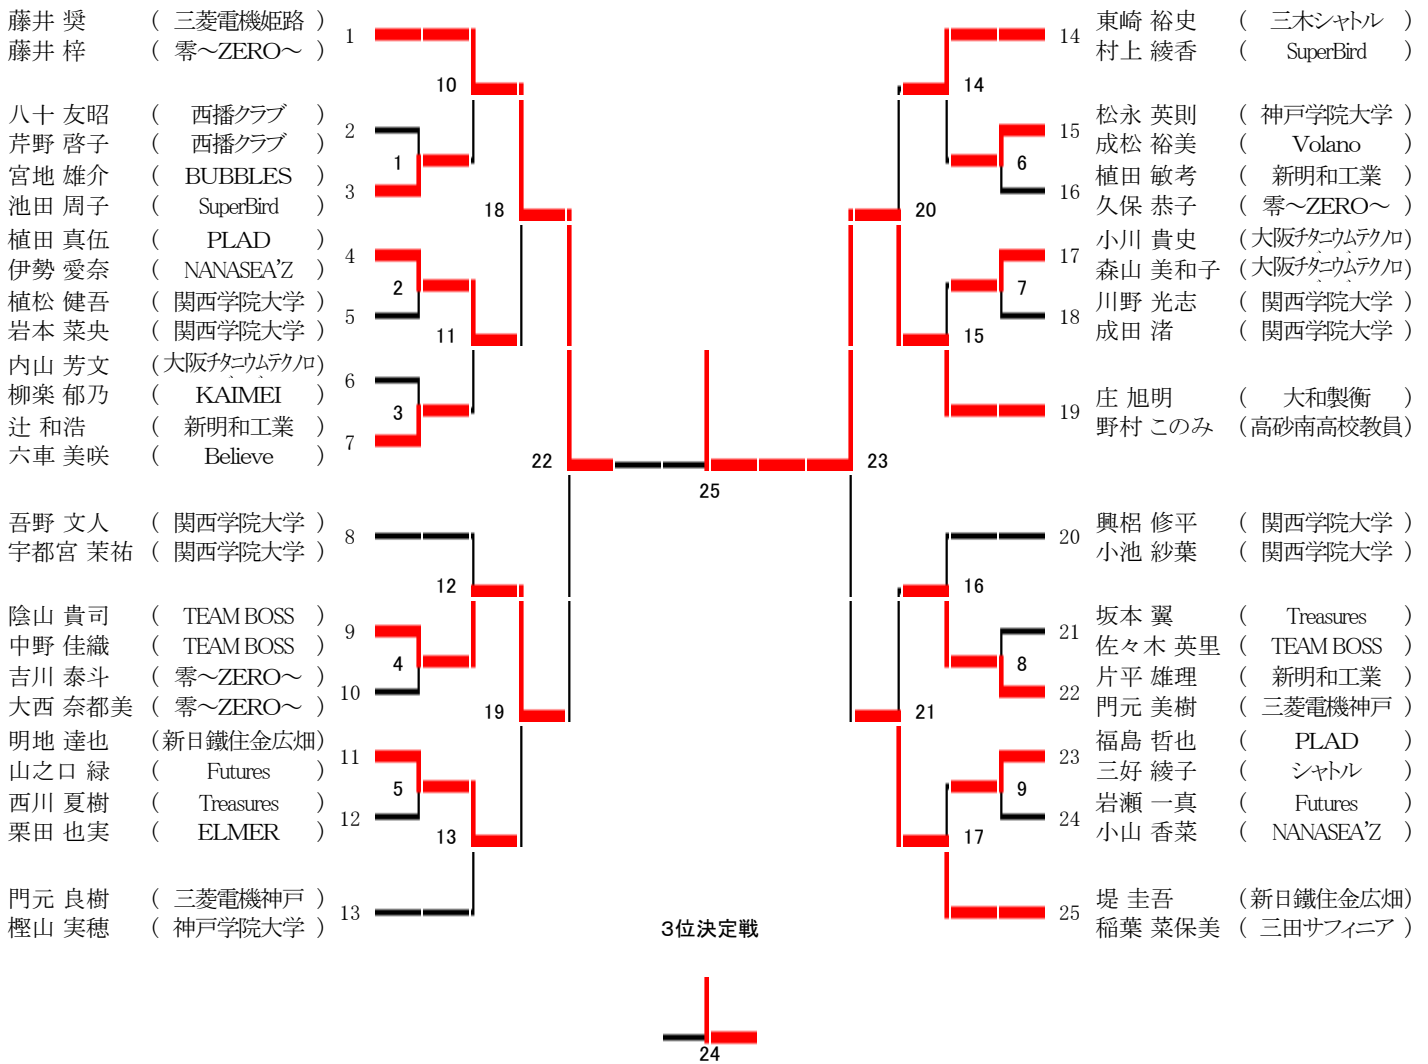 藤井 奨 ( 三菱電機姫路 ) 1
藤井 梓 ( 零～ZERO～ )
八十 友昭 ( 西播クラブ ) 2
芹野 啓子 ( 西播クラブ )
宮地 雄介 ( BUBBLES ) 3
池田 周子 ( SuperBird )
植田 真伍 ( PLAD ) 4
伊勢 愛奈 ( NANASEA'Z )
植松 健吾 ( 関西学院大学 ) 5
岩本 菜央 ( 関西学院大学 )
内山 芳文 ( 大阪チタニウムテクノロ ) 6
柳楽 郁乃 ( KAIMEI )
辻 和浩 ( 新明和工業 ) 7
六車 美咲 ( Believe )
吾野 文人 ( 関西学院大学 ) 8
宇都宮 茉祐 ( 関西学院大学 )
陰山 貴司 ( TEAM BOSS ) 9
中野 佳織 ( TEAM BOSS )
吉川 泰斗 ( 零～ZERO～ ) 10
大西 奈都美 ( 零～ZERO～ )
明地 達也 (新日鐵住金広畑) 11
山之口 緑 ( Futures )
西川 夏樹 ( Treasures ) 12
栗田 也実 ( ELMER )
門元 良樹 ( 三菱電機神戸 ) 13
樫山 実穂 ( 神戸学院大学 )
10
1
18
2
11
3
22
12
4
19
5
13
25
3位決定戦
24
14
6
20
7
15
23
16
8
21
9
17
14 東崎 裕史 ( 三木シャトル )
村上 綾香 ( SuperBird )
15 松永 英則 ( 神戸学院大学 )
成松 裕美 ( Volano )
16 植田 敏考 ( 新明和工業 )
久保 恭子 ( 零～ZERO～ )
17 小川 貴史 ( 大阪チタニウムテクノロ )
森山 美和子 ( 大阪チタニウムテクノロ )
18 川野 光志 ( 関西学院大学 )
成田 渚 ( 関西学院大学 )
19 庄 旭明 ( 大和製衡 )
野村 このみ (高砂南高校教員)
20 興梠 修平 ( 関西学院大学 )
小池 紗葉 ( 関西学院大学 )
21 坂本 翼 ( Treasures )
佐々木 英里 ( TEAM BOSS )
22 片平 雄理 ( 新明和工業 )
門元 美樹 ( 三菱電機神戸 )
23 福島 哲也 ( PLAD )
三好 綾子 ( シャトル )
24 岩瀬 一真 ( Futures )
小山 香菜 ( NANASEA'Z )
25 堤 圭吾 (新日鐵住金広畑)
稲葉 菜保美 ( 三田サフィニア )